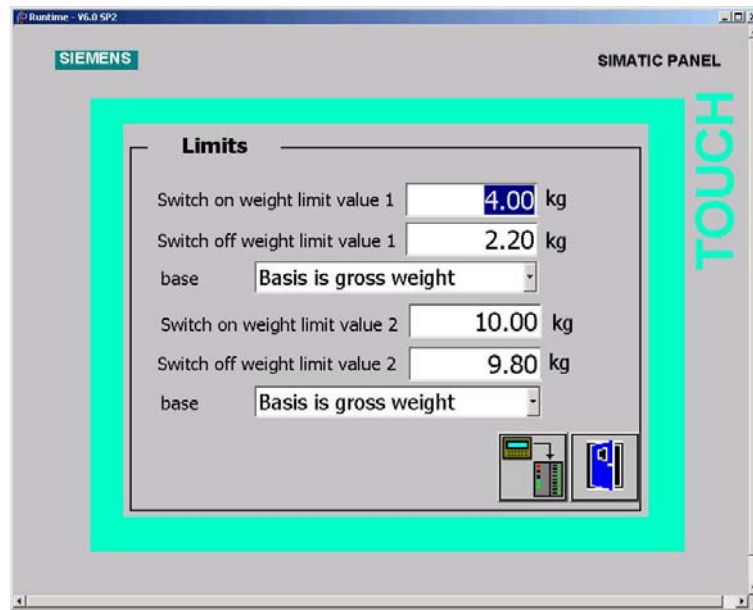 Runtime - V6.0 SP2
SIEMENS
SIMATIC PANEL
TOUCH
Limits
Switch on weight limit value 1 4.00 kg
Switch off weight limit value 1 2.20 kg
base Basis is gross weight
Switch on weight limit value 2 10.00 kg
Switch off weight limit value 2 9.80 kg
base Basis is gross weight